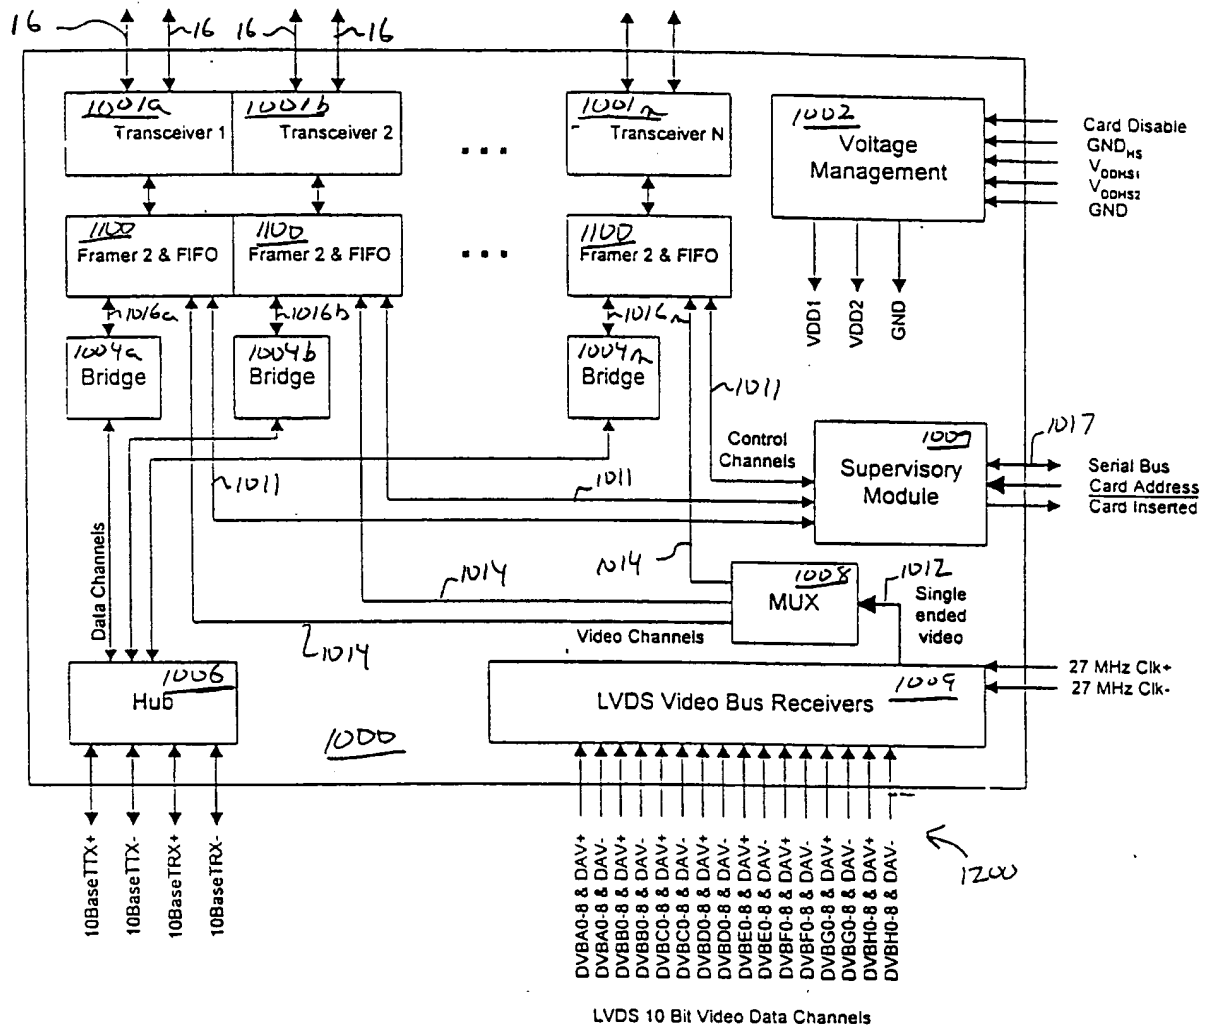 16 16 16 16
1001a 1001b 1001n 1002
Transceiver 1 Transceiver 2 ... Transceiver N
Voltage
Management
Card Disable
GNDHS
VDDHS1
VDDHS2
GND
1100 1100 1100
Framer 2 & FIFO Framer 2 & FIFO ... Framer 2 & FIFO
VDD1
VDD2
GND
1016a 1016b 1016n
1004a 1004b 1004n
Bridge Bridge Bridge
1011
Control
Channels
1007
Supervisory
Module
1017
Serial Bus
Card Address
Card Inserted
1011 1011
Data Channels
1014 1014
1008
MUX
1012
Single
ended
video
1014
Video Channels
1006
Hub
1009
LVDS Video Bus Receivers
27 MHz Clk+
27 MHz Clk-
1000
10BaseTTX+
10BaseTTX-
10BaseTRX+
10BaseTRX-
DVBA0-8 & DAV+
DVBA0-8 & DAV-
DVBB0-8 & DAV+
DVBB0-8 & DAV-
DVBC0-8 & DAV+
DVBC0-8 & DAV-
DVBD0-8 & DAV+
DVBD0-8 & DAV-
DVBE0-8 & DAV+
DVBE0-8 & DAV-
DVBF0-8 & DAV+
DVBF0-8 & DAV-
DVBG0-8 & DAV+
DVBG0-8 & DAV-
DVBH0-8 & DAV+
DVBH0-8 & DAV-
1200
LVDS 10 Bit Video Data Channels